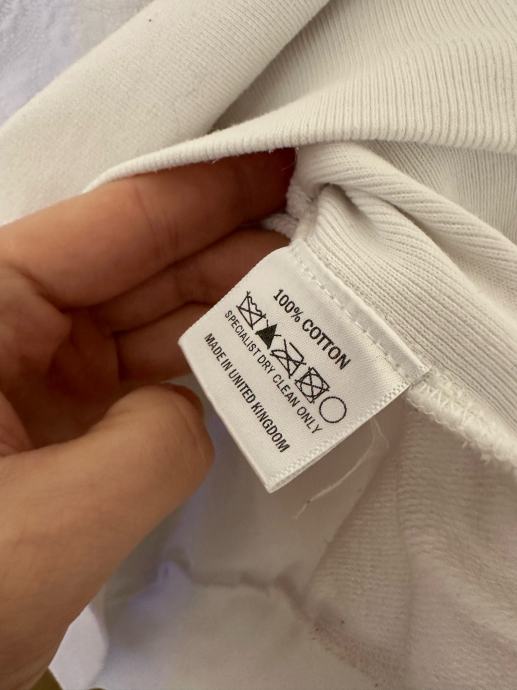 100% COTTON
SPECIALIST DRY CLEAN ONLY
MADE IN UNITED KINGDOM